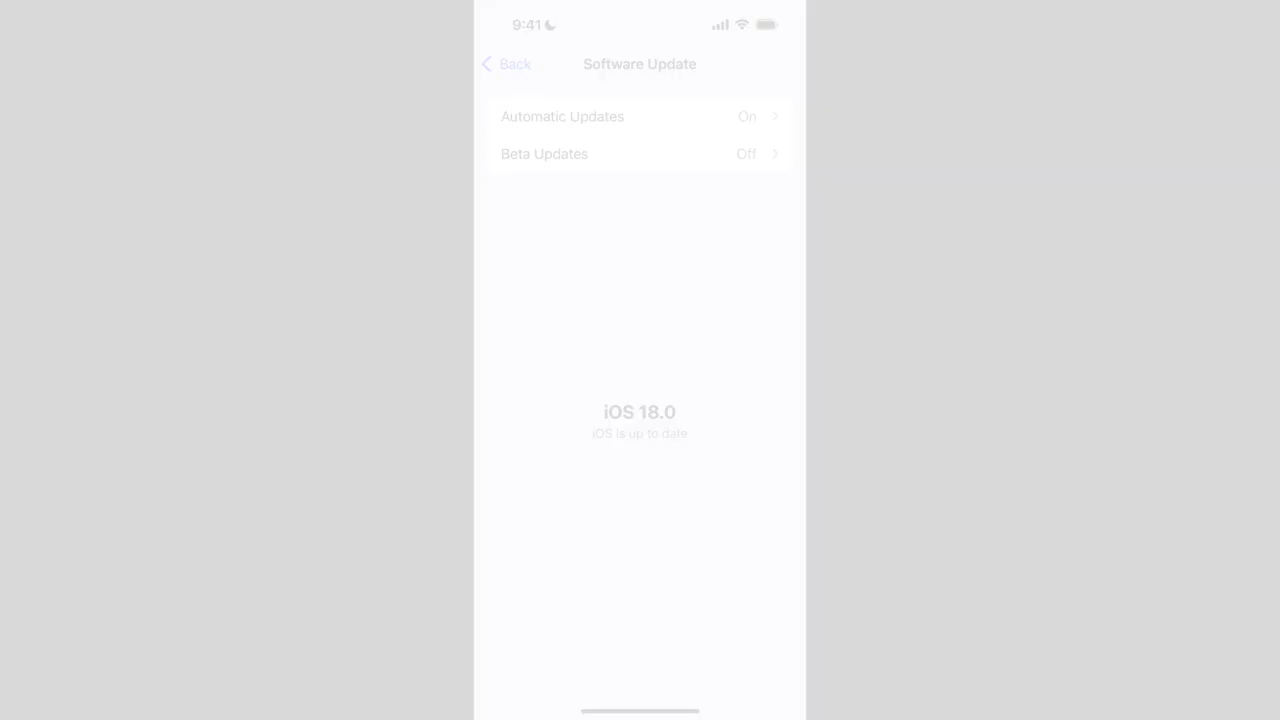 9:41
Back
Software Update
Automatic Updates On
Beta Updates Off
iOS 18.0
iOS is up to date